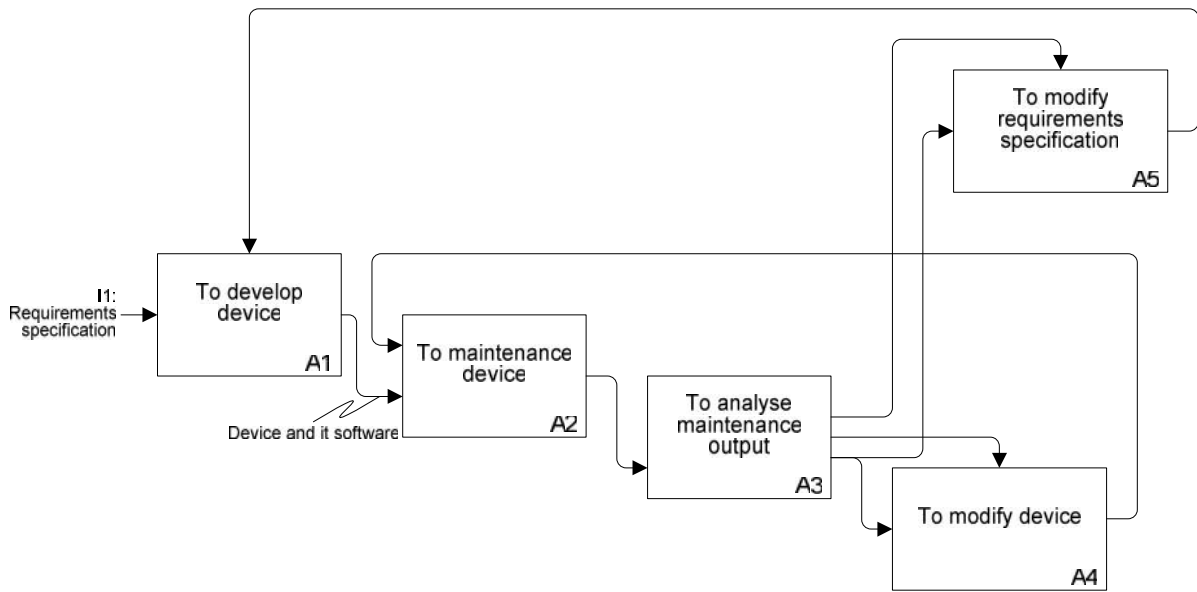 To modify
requirements
specification
A5
I1:
Requirements
specification
To develop
device
A1
To maintenance
device
A2
Device and it software
To analyse
maintenance
output
A3
To modify device
A4